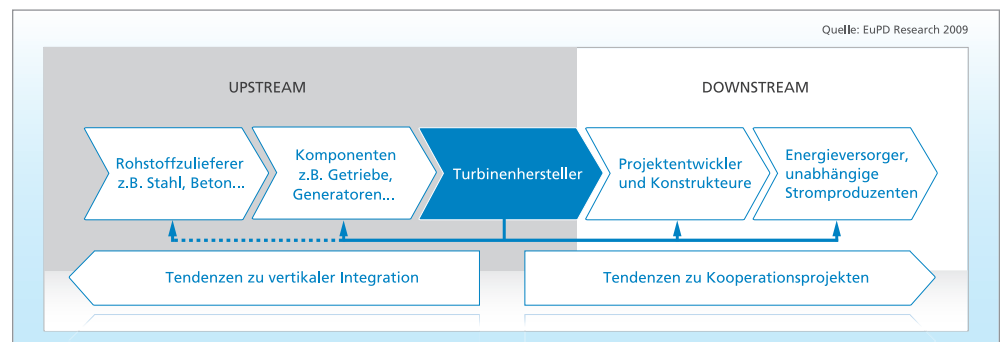 Quelle: EuPD Research 2009
UPSTREAM
DOWNSTREAM
Rohstoffzulieferer
z.B. Stahl, Beton...
Komponenten
z.B. Getriebe,
Generatoren...
Turbinenhersteller
Projektentwickler
und Konstrukteure
Energieversorger,
unabhängige
Stromproduzenten
Tendenzen zu vertikaler Integration
Tendenzen zu Kooperationsprojekten